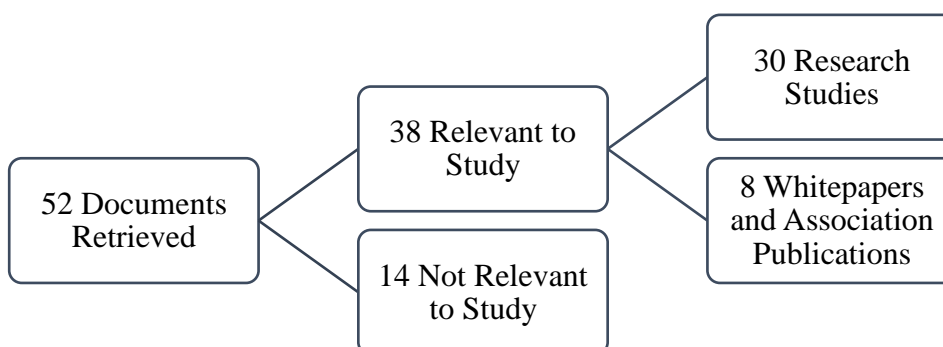 52 Documents
Retrieved
38 Relevant to
Study
14 Not Relevant
to Study
30 Research
Studies
8 Whitepapers
and Association
Publications